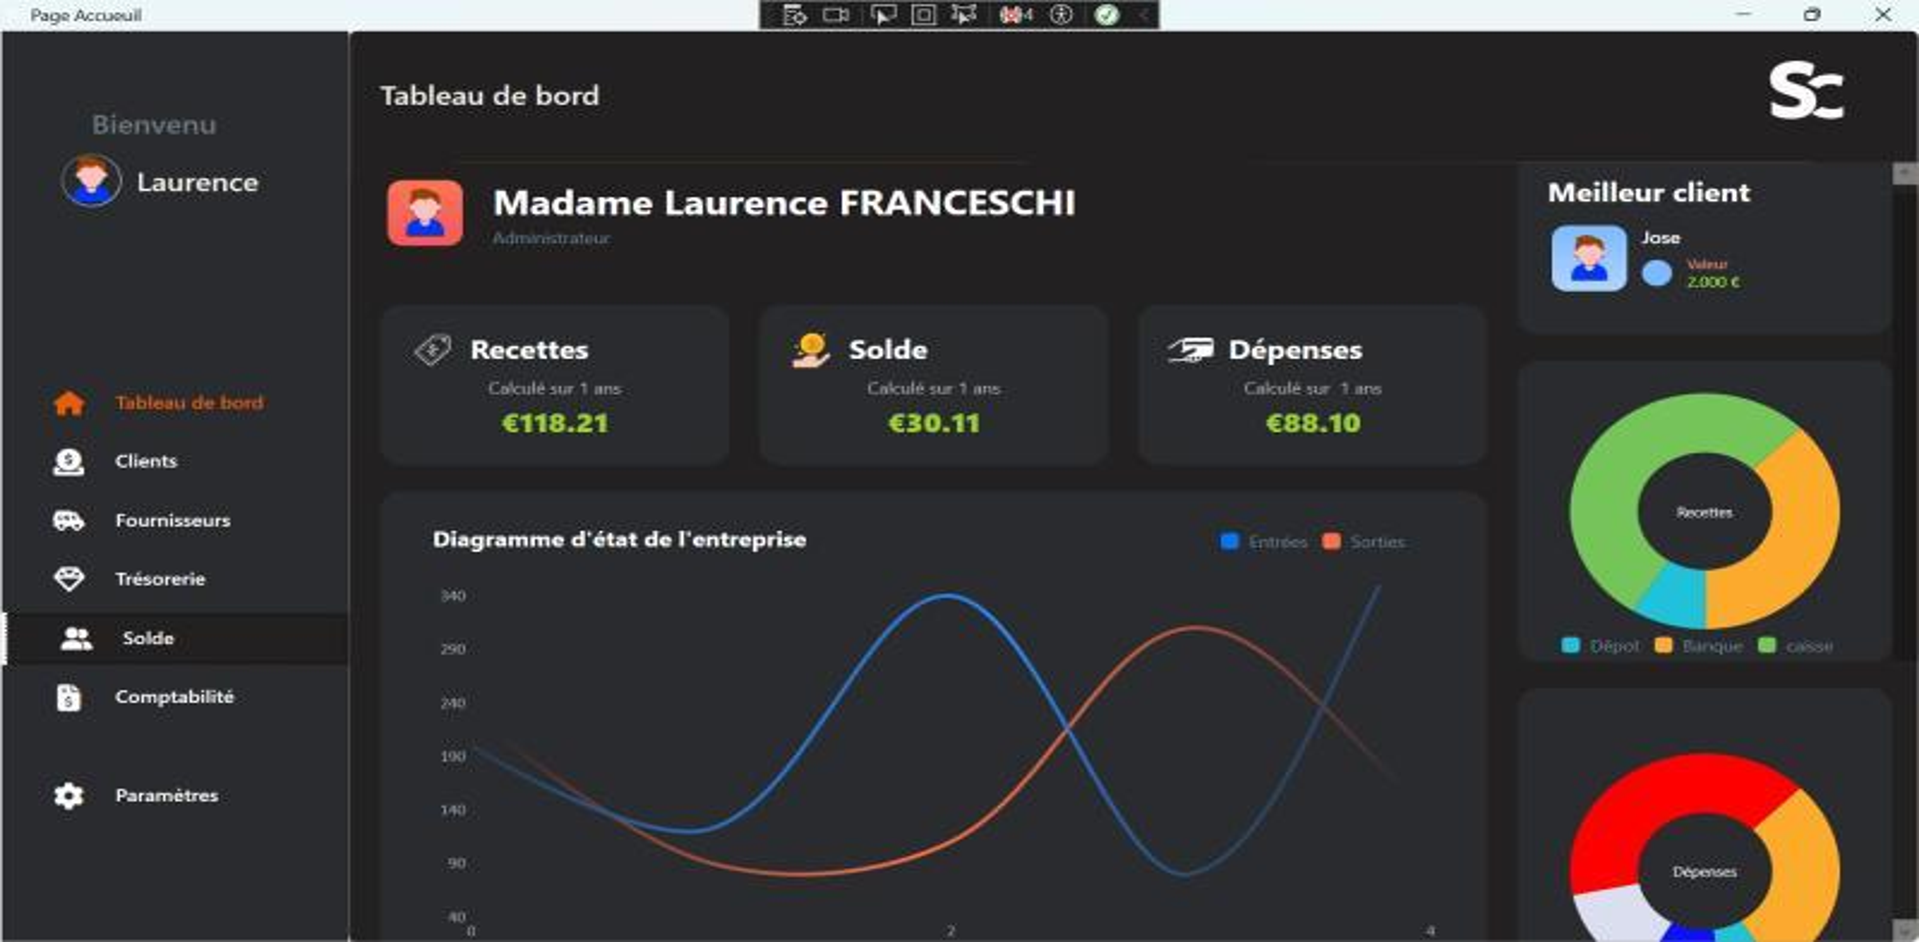 Page Accueuil
4
Bienvenu
Laurence
Tableau de bord
Clients
Fournisseurs
Trésorerie
Solde
Comptabilité
Paramètres
Tableau de bord
SC
Madame Laurence FRANCESCHI
Administrateur
Recettes
Calculé sur 1 ans
€118.21
Solde
Calculé sur 1 ans
€30.11
Dépenses
Calculé sur 1 ans
€88.10
Diagramme d'état de l'entreprise
Entrées Sorties
340
290
240
190
140
90
40
0 2 4
Meilleur client
Jose
Valeur
2.000 €
Recettes
Dépot Banque caisse
Dépenses